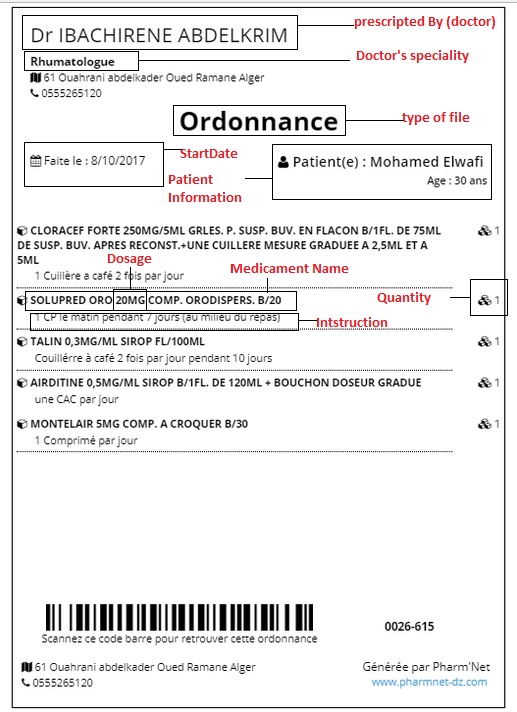 Dr IBACHIRENE ABDELKRIM
prescripted By (doctor)
Rhumatologue
Doctor's speciality
61 Ouahrani abdelkader Oued Ramane Alger
0555265120
Ordonnance
type of file
Faite le : 8/10/2017
StartDate
Patient
Information
Patient(e) : Mohamed Elwafi
Age : 30 ans
CLORACEF FORTE 250MG/5ML GRLES. P. SUSP. BUV. EN FLACON B/1FL. DE 75ML
1
DE SUSP. BUV. APRES RECONST.+UNE CUILLERE MESURE GRADUEE A 2,5ML ET A
5ML
Dosage
1 Cuillère a café 2 fois par jour
Medicament Name
SOLUPRED ORO 20MG COMP. ORODISPERS. B/20
Quantity
1
1 CP le matin pendant 7 jours (au milieu du repas)
Intstruction
TALIN 0,3MG/ML SIROP FL/100ML
1
Couillérre à café 2 fois par jour pendant 10 jours
AIRDITINE 0,5MG/ML SIROP B/1FL. DE 120ML + BOUCHON DOSEUR GRADUE
1
une CAC par jour
MONTELAIR 5MG COMP. A CROQUER B/30
1
1 Comprimé par jour
Scannez ce code barre pour retrouver cette ordonnance
0026-615
61 Ouahrani abdelkader Oued Ramane Alger
0555265120
Générée par Pharm'Net
www.pharmnet-dz.com